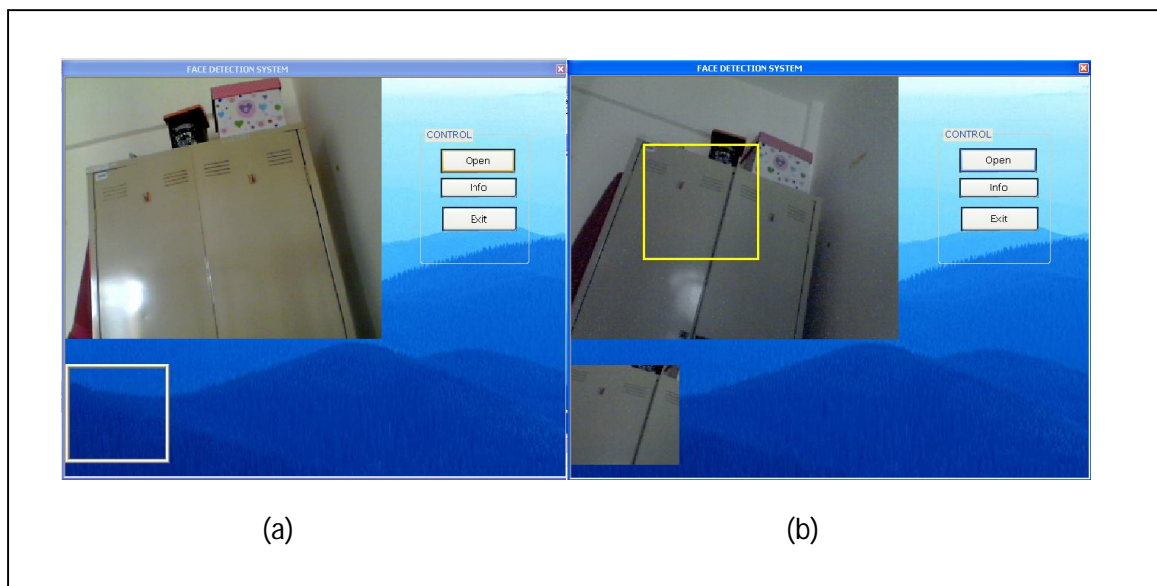 FACE DETECTION SYSTEM
CONTROL
Open
Info
Exit
(a)
FACE DETECTION SYSTEM
CONTROL
Open
Info
Exit
(b)